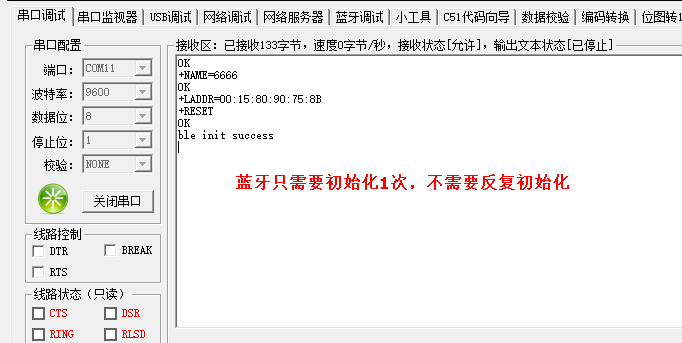 串口调试 串口监视器 USB调试 网络调试 网络服务器 蓝牙调试 小工具 C51代码向导 数据校验 编码转换
串口配置
端口: COM11
波特率: 9600
数据位: 8
停止位: 1
校验: NONE
关闭串口
线路控制
DTR BREAK
RTS
线路状态（只读）
CTS DSR
RING RLSD
接收区: 已接收133字节, 速度0字节/秒, 接收状态[允许], 输出文本状态[已停止]
OK
+NAME=6666
OK
+LADDR=00:15:80:90:75:8B
+RESET
OK
ble init success
蓝牙只需要初始化1次，不需要反复初始化